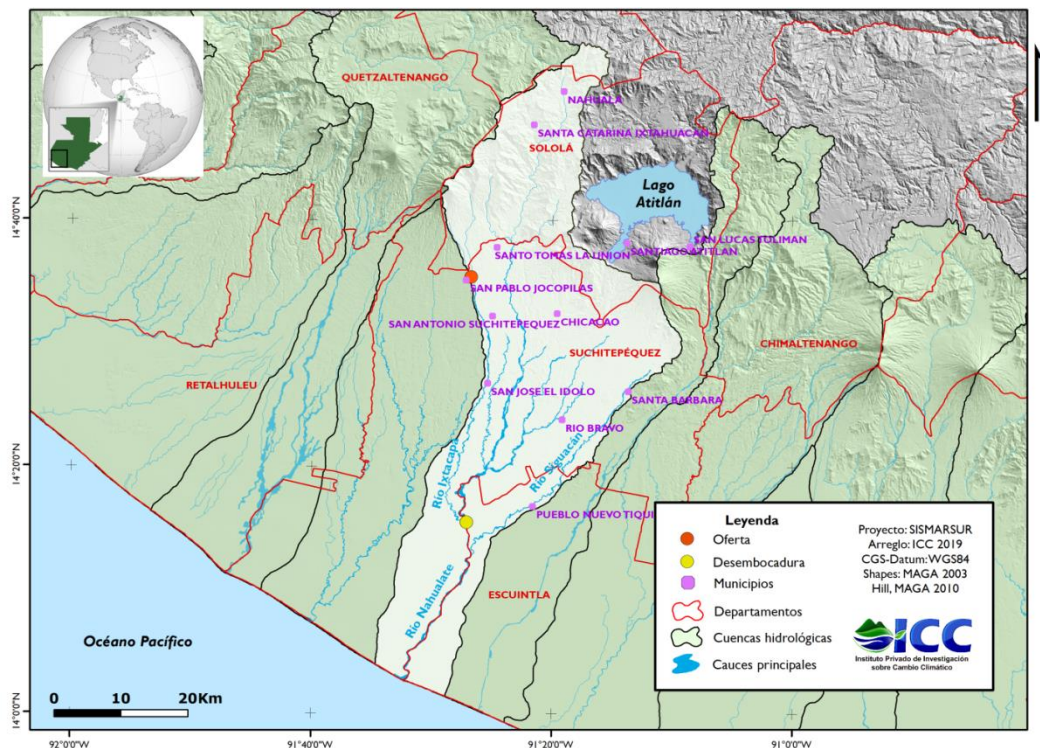 N
QUETZALTENANGO
NAHUALA
SANTA CATARINA IXTAHUACAN
SOLOLÁ
Lago
Atitlán
14°40'0"N
SAN LUCAS TOLIMAN
SANTO TOMAS LA UNION
SANTIAGO ATITLAN
SAN PABLO JOCOPILAS
SAN ANTONIO SUCHITEPEQUEZ
CHICACAO
CHIMALTENANGO
SUCHITEPÉQUEZ
RETALHULEU
SAN JOSE EL IDOLO
SANTA BARBARA
RIO BRAVO
14°20'0"N
Río Ixtacapa
Río Siguacán
PUEBLO NUEVO TIQUI
ESCUINTLA
Río Nahualate
Océano Pacífico
0 10 20Km
14°0'0"N
92°0'0"W 91°40'0"W 91°20'0"W 91°0'0"W
Leyenda
Oferta
Desembocadura
Municipios
Departamentos
Cuencas hidrológicas
Cauces principales
Proyecto: SISMARSUR
Arreglo: ICC 2019
CGS-Datum: WGS84
Shapes: MAGA 2003
Hill, MAGA 2010
ICC
Instituto Privado de Investigación
sobre Cambio Climático